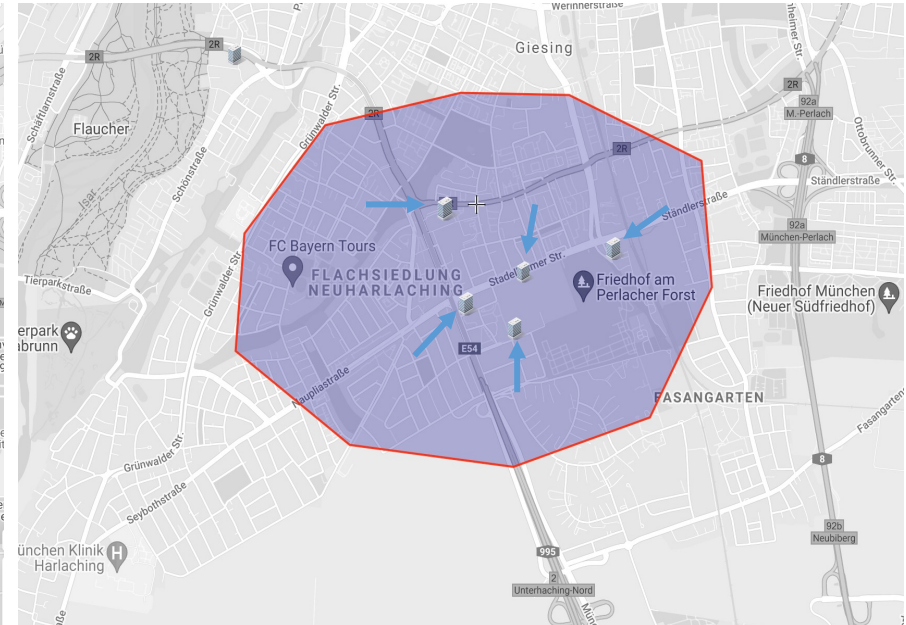 Werinnerstraße
Giesing
2R
2R
2R
2R
2R
92a
M.-Perlach
8
Ottobrunner Str.
Schäftlarnstraße
Flaucher
Grünwalder Str.
Schönstraße
Isar
Ständlerstraße
Ständlerstraße
92a
München-Perlach
FC Bayern Tours
FLACHSIEDLUNG
NEUHARLACHING
Grünwalder Str.
Tierparkstraße
Friedhof am
Perlacher Forst
Friedhof München
(Neuer Südfriedhof)
erpark
abrunn
E54
Naupliastraße
FASANGARTEN
Fasangartens
Grünwalder Str.
8
Seybothstraße
ünchen Klinik
Harlaching
H
92b
Neubiberg
995
2
Unterhaching-Nord